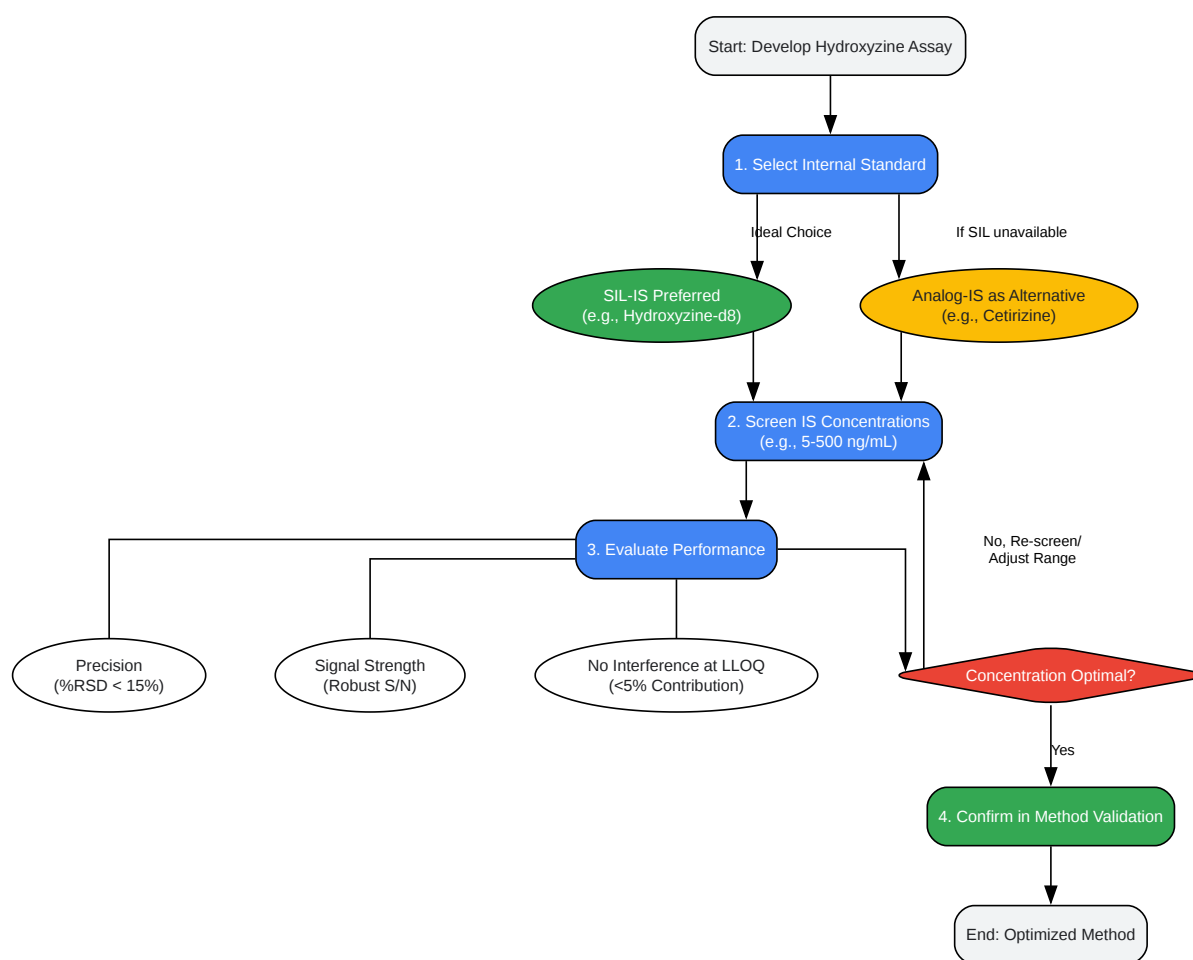 Start: Develop Hydroxyzine Assay
1. Select Internal Standard
Ideal Choice
If SIL unavailable
SIL-IS Preferred
(e.g., Hydroxyzine-d8)
Analog-IS as Alternative
(e.g., Cetirizine)
2. Screen IS Concentrations
(e.g., 5-500 ng/mL)
3. Evaluate Performance
No, Re-screen/
Adjust Range
Precision
(%RSD < 15%)
Signal Strength
(Robust S/N)
No Interference at LLOQ
(<5% Contribution)
Concentration Optimal?
Yes
4. Confirm in Method Validation
End: Optimized Method